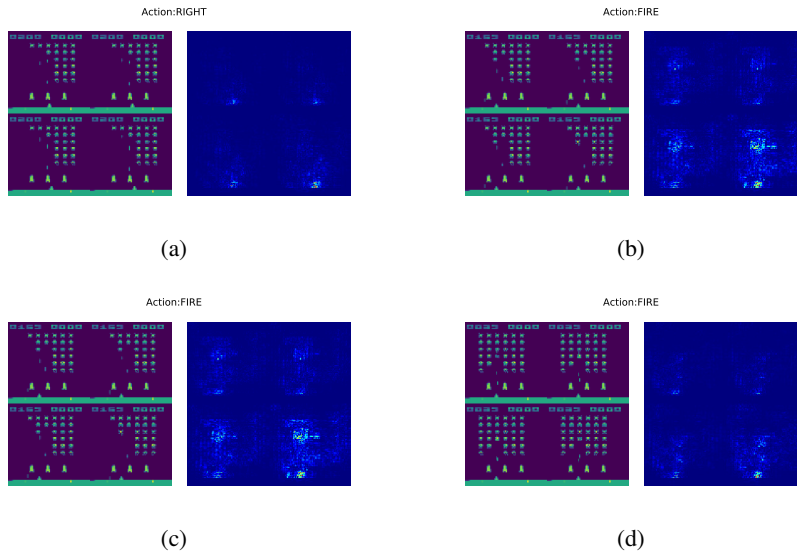 Action:RIGHT
Action:FIRE
(a)
(b)
Action:FIRE
Action:FIRE
(c)
(d)